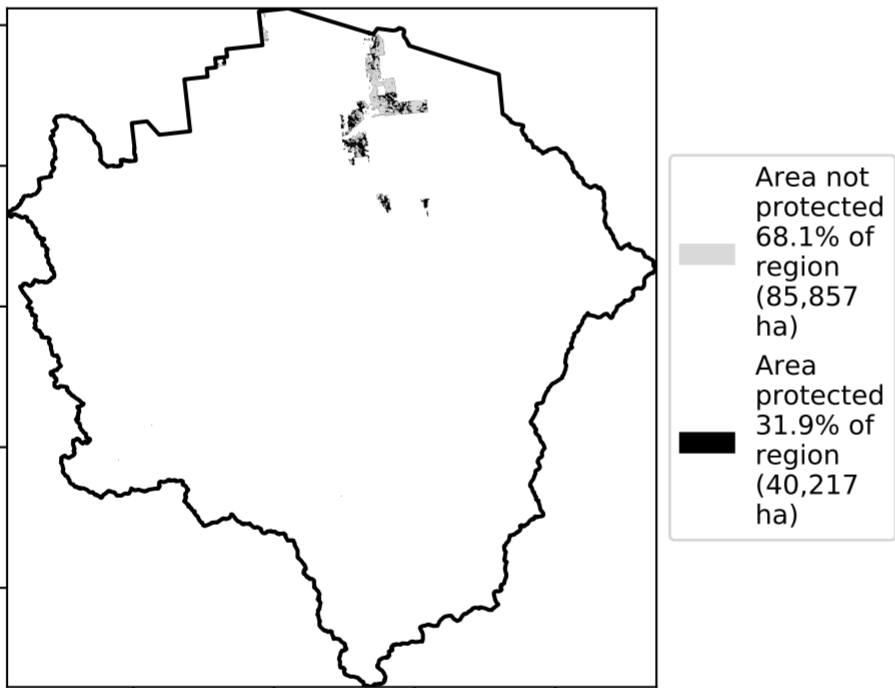 Area not
protected
68.1% of
region
(85,857
ha)
Area
protected
31.9% of
region
(40,217
ha)